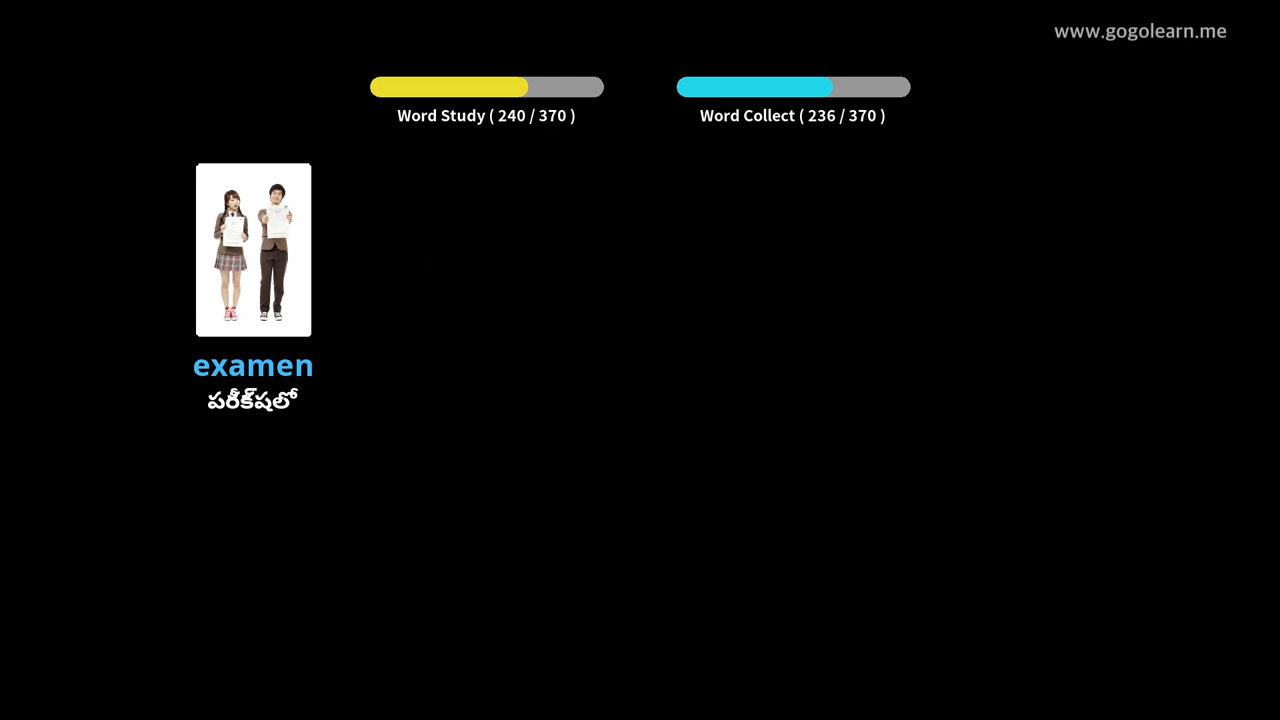 www.gogolearn.me
Word Study ( 240 / 370 )
Word Collect ( 236 / 370 )
examen
పరీక్షలో